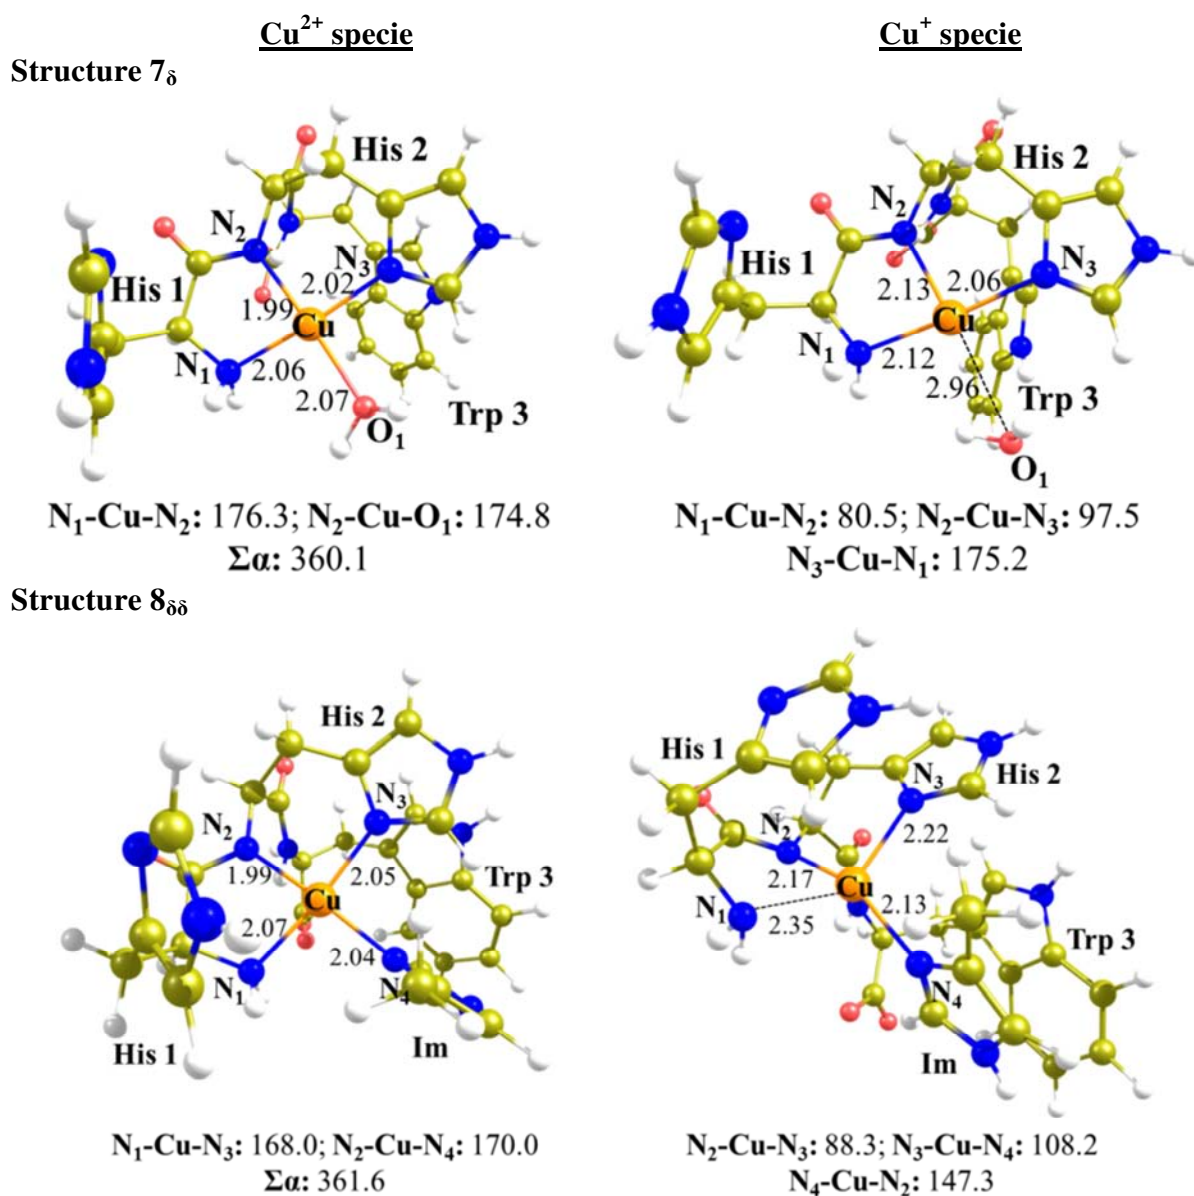 Cu2+ specie
Cu+ specie
Structure 7δ
His 2
N2
N3
His 1
1.99
2.02
Cu
N1
2.06
2.07
O1
Trp 3
His 2
N2
N3
His 1
2.13
2.06
Cu
N1
2.12
2.96
Trp 3
O1
N1-Cu-N2: 176.3; N2-Cu-O1: 174.8
Σα: 360.1
N1-Cu-N2: 80.5; N2-Cu-N3: 97.5
N3-Cu-N1: 175.2
Structure 8δδ
His 2
N2
N3
1.99
2.05
Cu
Trp 3
2.07
2.04
N1
N4
Im
His 1
His 1
N3
His 2
N2
2.22
2.17
Cu
2.13
N1
2.35
Trp 3
N4
Im
N1-Cu-N3: 168.0; N2-Cu-N4: 170.0
Σα: 361.6
N2-Cu-N3: 88.3; N3-Cu-N4: 108.2
N4-Cu-N2: 147.3